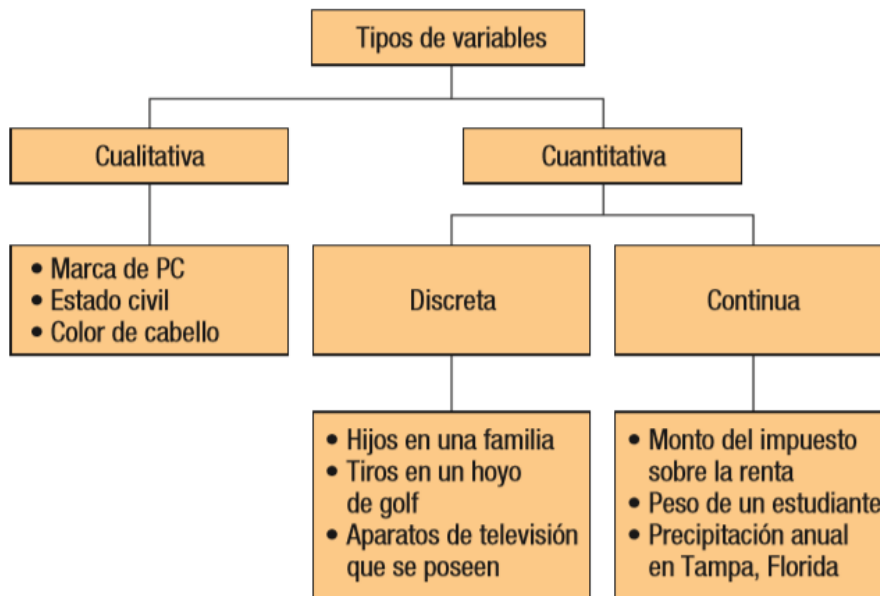 Tipos de variables
Cualitativa
Cuantitativa
• Marca de PC
• Estado civil
• Color de cabello
Discreta
Continua
• Hijos en una familia
• Tiros en un hoyo
de golf
• Aparatos de televisión
que se poseen
• Monto del impuesto
sobre la renta
• Peso de un estudiante
• Precipitación anual
en Tampa, Florida